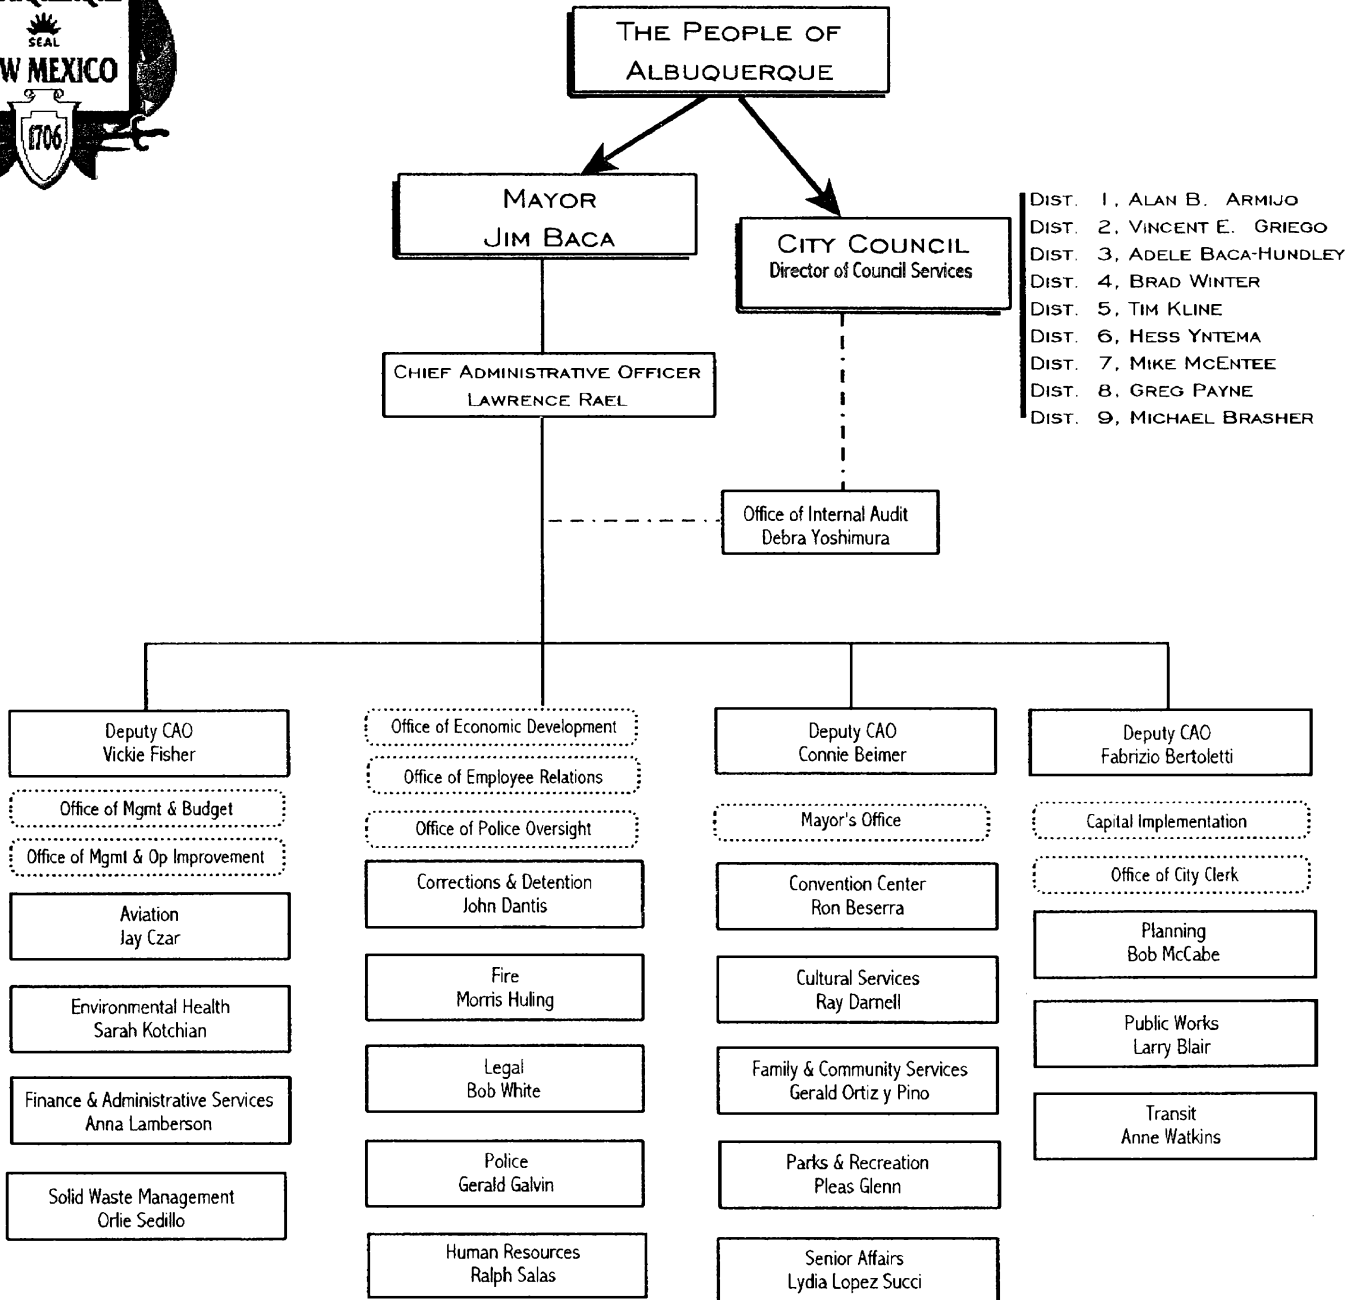 SEAL
W MEXICO
1706
THE PEOPLE OF
ALBUQUERQUE
MAYOR
JIM BACA
CITY COUNCIL
Director of Council Services
DIST. 1, ALAN B. ARMIJO
DIST. 2, VINCENT E. GRIEGO
DIST. 3, ADELE BACA-HUNDLEY
DIST. 4, BRAD WINTER
DIST. 5, TIM KLINE
DIST. 6, HESS YNTEMA
DIST. 7, MIKE MCENTEE
DIST. 8, GREG PAYNE
DIST. 9, MICHAEL BRASHER
CHIEF ADMINISTRATIVE OFFICER
LAWRENCE RAEL
Office of Internal Audit
Debra Yoshimura
Deputy CAO
Vickie Fisher
Office of Mgmt & Budget
Office of Mgmt & Op Improvement
Aviation
Jay Czar
Environmental Health
Sarah Kotchian
Finance & Administrative Services
Anna Lamberson
Solid Waste Management
Orlie Sedillo
Office of Economic Development
Office of Employee Relations
Office of Police Oversight
Corrections & Detention
John Dantis
Fire
Morris Huling
Legal
Bob White
Police
Gerald Galvin
Human Resources
Ralph Salas
Deputy CAO
Connie Beimer
Mayor's Office
Convention Center
Ron Beserra
Cultural Services
Ray Darnell
Family & Community Services
Gerald Ortiz y Pino
Parks & Recreation
Pleas Glenn
Senior Affairs
Lydia Lopez Succi
Deputy CAO
Fabrizio Bertoletti
Capital Implementation
Office of City Clerk
Planning
Bob McCabe
Public Works
Larry Blair
Transit
Anne Watkins